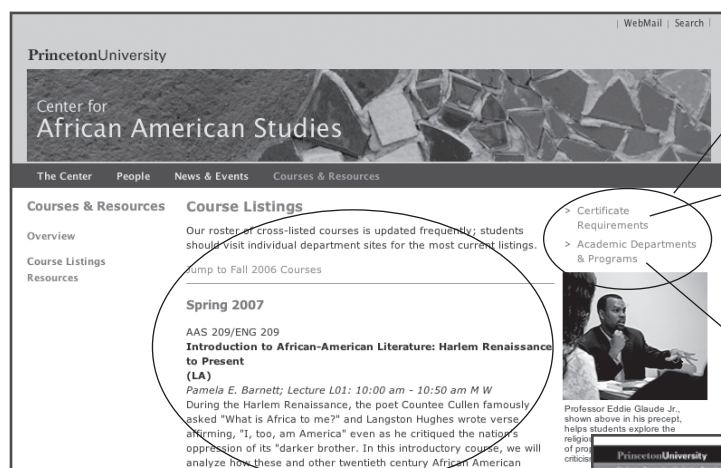 | WebMail | Search |
PrincetonUniversity
Center for
African American Studies
The Center People News & Events Courses & Resources
Courses & Resources
Overview
Course Listings
Resources
Course Listings
Our roster of cross-listed courses is updated frequently; students
should visit individual department sites for the most current listings.
Jump to Fall 2006 Courses
Spring 2007
AAS 209/ENG 209
Introduction to African-American Literature: Harlem Renaissance
to Present
(LA)
Pamela E. Barnett; Lecture L01: 10:00 am - 10:50 am M W
During the Harlem Renaissance, the poet Countee Cullen famously
asked "What is Africa to me?" and Langston Hughes wrote verse
affirming, "I, too, am America" even as he critiqued the nation's
oppression of its "darker brother. In this introductory course, we will
analyze how these and other twentieth century African American
> Certificate
Requirements
> Academic Departments
& Programs
Professor Eddie Glaude Jr.,
shown above in his precept,
helps students explore the
of
PrincetonUniversity